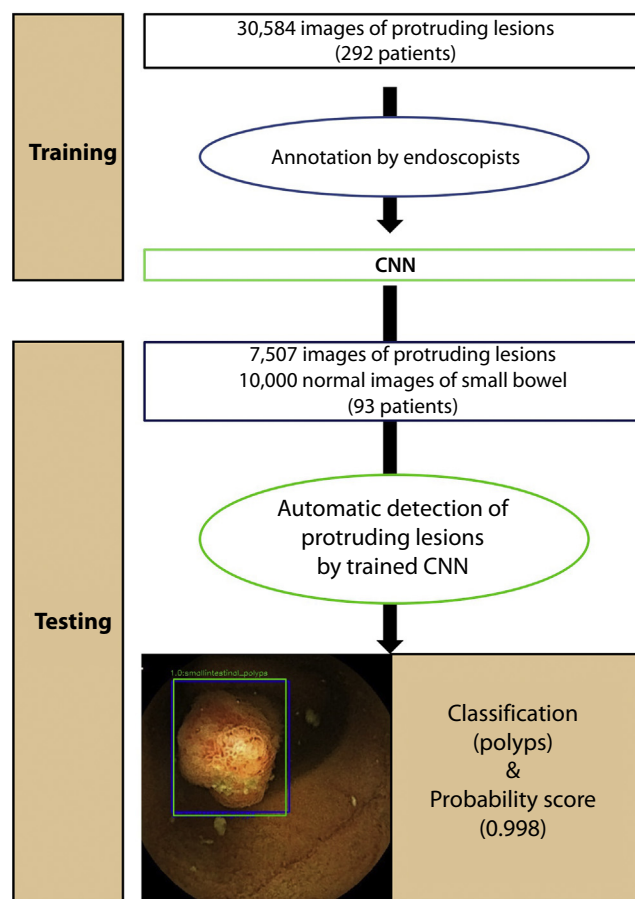 Training
30,584 images of protruding lesions
(292 patients)
Annotation by endoscopists
CNN
Testing
7,507 images of protruding lesions
10,000 normal images of small bowel
(93 patients)
Automatic detection of
protruding lesions
by trained CNN
1.0:smallintestinal_polyps
Classification
(polyps)
&
Probability score
(0.998)